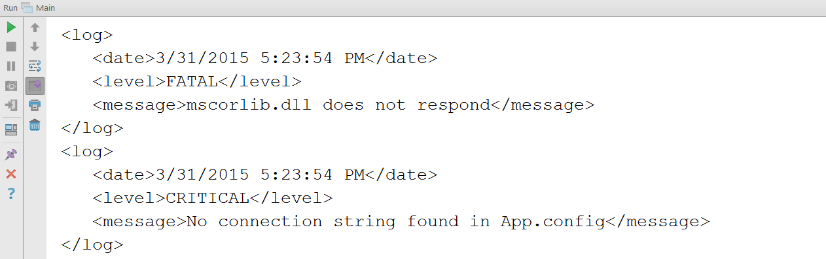 Run Main
<log>
   <date>3/31/2015 5:23:54 PM</date>
   <level>FATAL</level>
   <message>mscorlib.dll does not respond</message>
</log>
<log>
   <date>3/31/2015 5:23:54 PM</date>
   <level>CRITICAL</level>
   <message>No connection string found in App.config</message>
</log>